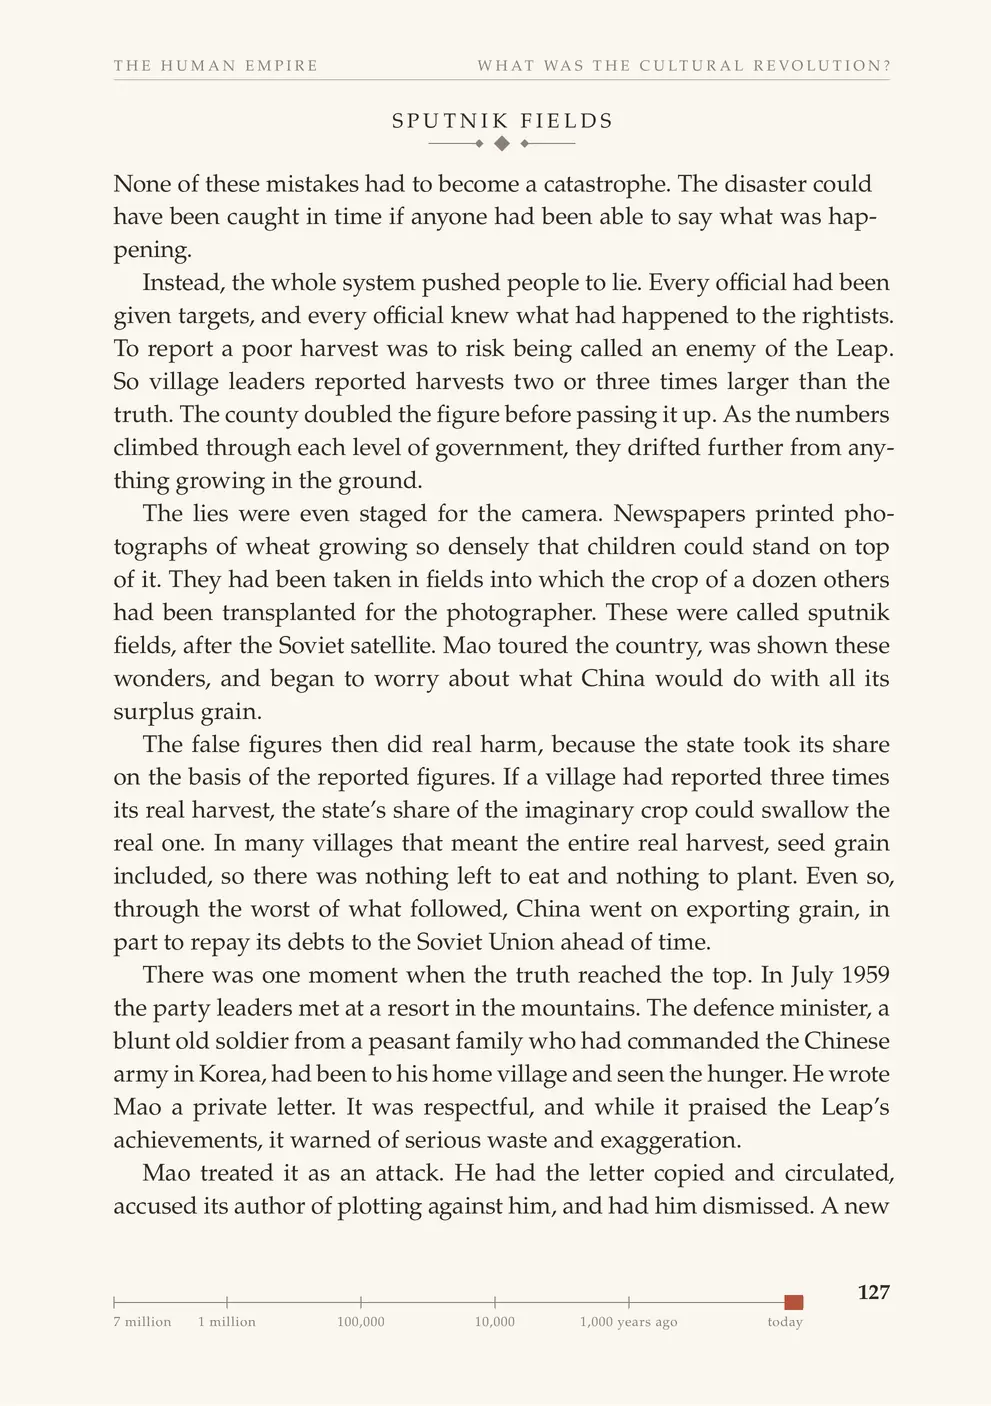 THE HUMAN EMPIRE
WHAT WAS THE CULTURAL REVOLUTION?
SPUTNIK FIELDS
None of these mistakes had to become a catastrophe. The disaster could
have been caught in time if anyone had been able to say what was hap-
pening.
Instead, the whole system pushed people to lie. Every official had been
given targets, and every official knew what had happened to the rightists.
To report a poor harvest was to risk being called an enemy of the Leap.
So village leaders reported harvests two or three times larger than the
truth. The county doubled the figure before passing it up. As the numbers
climbed through each level of government, they drifted further from any-
thing growing in the ground.
The lies were even staged for the camera. Newspapers printed pho-
tographs of wheat growing so densely that children could stand on top
of it. They had been taken in fields into which the crop of a dozen others
had been transplanted for the photographer. These were called sputnik
fields, after the Soviet satellite. Mao toured the country, was shown these
wonders, and began to worry about what China would do with all its
surplus grain.
The false figures then did real harm, because the state took its share
on the basis of the reported figures. If a village had reported three times
its real harvest, the state’s share of the imaginary crop could swallow the
real one. In many villages that meant the entire real harvest, seed grain
included, so there was nothing left to eat and nothing to plant. Even so,
through the worst of what followed, China went on exporting grain, in
part to repay its debts to the Soviet Union ahead of time.
There was one moment when the truth reached the top. In July 1959
the party leaders met at a resort in the mountains. The defence minister, a
blunt old soldier from a peasant family who had commanded the Chinese
army in Korea, had been to his home village and seen the hunger. He wrote
Mao a private letter. It was respectful, and while it praised the Leap’s
achievements, it warned of serious waste and exaggeration.
Mao treated it as an attack. He had the letter copied and circulated,
accused its author of plotting against him, and had him dismissed. A new
127
7 million
1 million
100,000
10,000
1,000 years ago
today